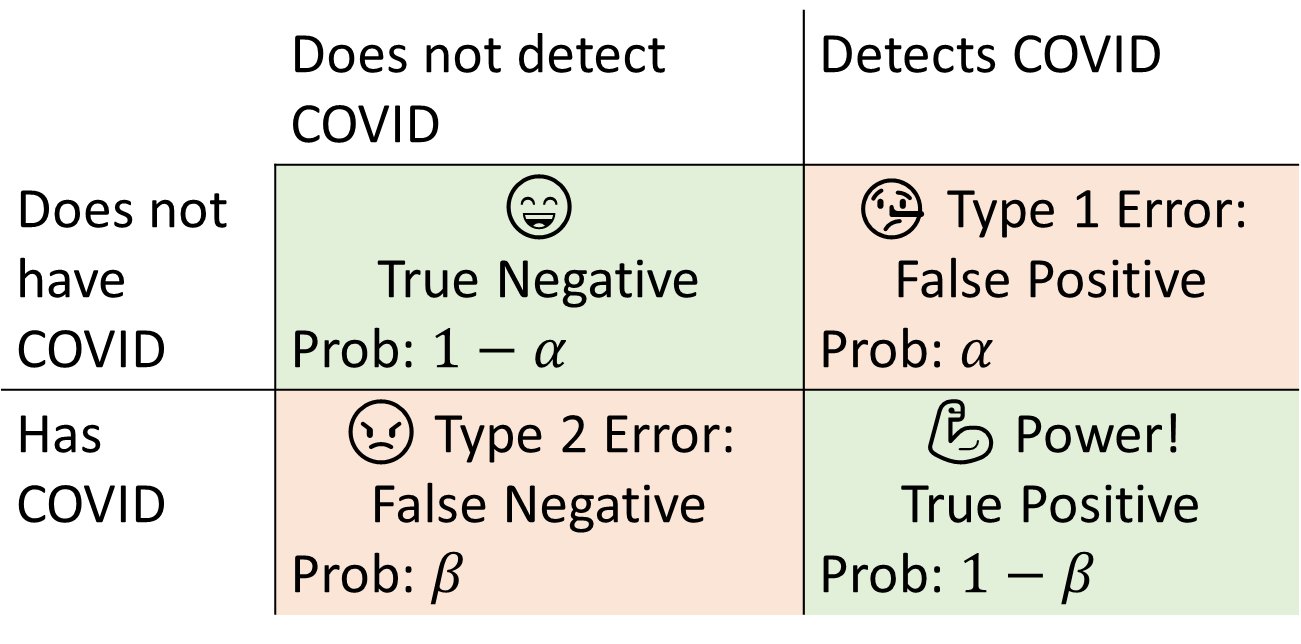 Does not detect
COVID
Detects COVID
Does not
have
COVID
True Negative
Prob: 1 − α
Type 1 Error:
False Positive
Prob: α
Has
COVID
Type 2 Error:
False Negative
Prob: β
Power!
True Positive
Prob: 1 − β